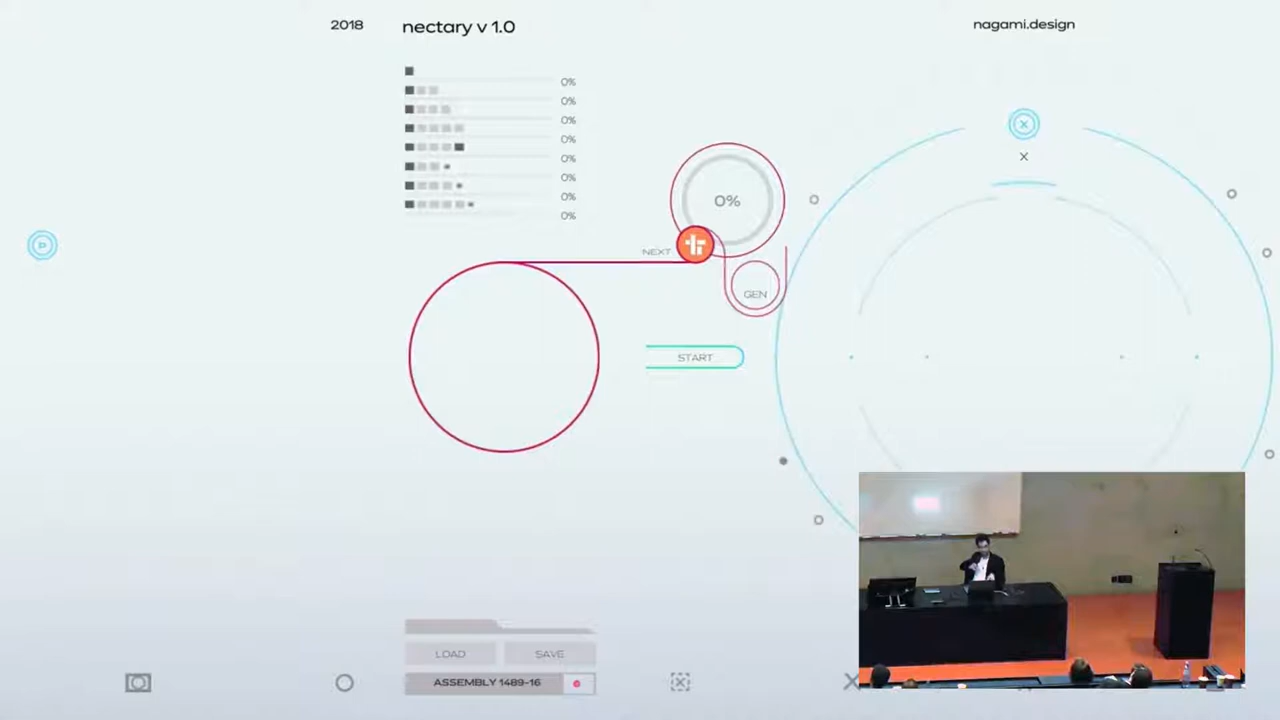 2018 nectary v 1.0 nagami.design
0%
0%
0%
0%
0%
0%
0%
0%
X
X
0%
NEXT
GEN
START
LOAD SAVE
ASSEMBLY 1489-16